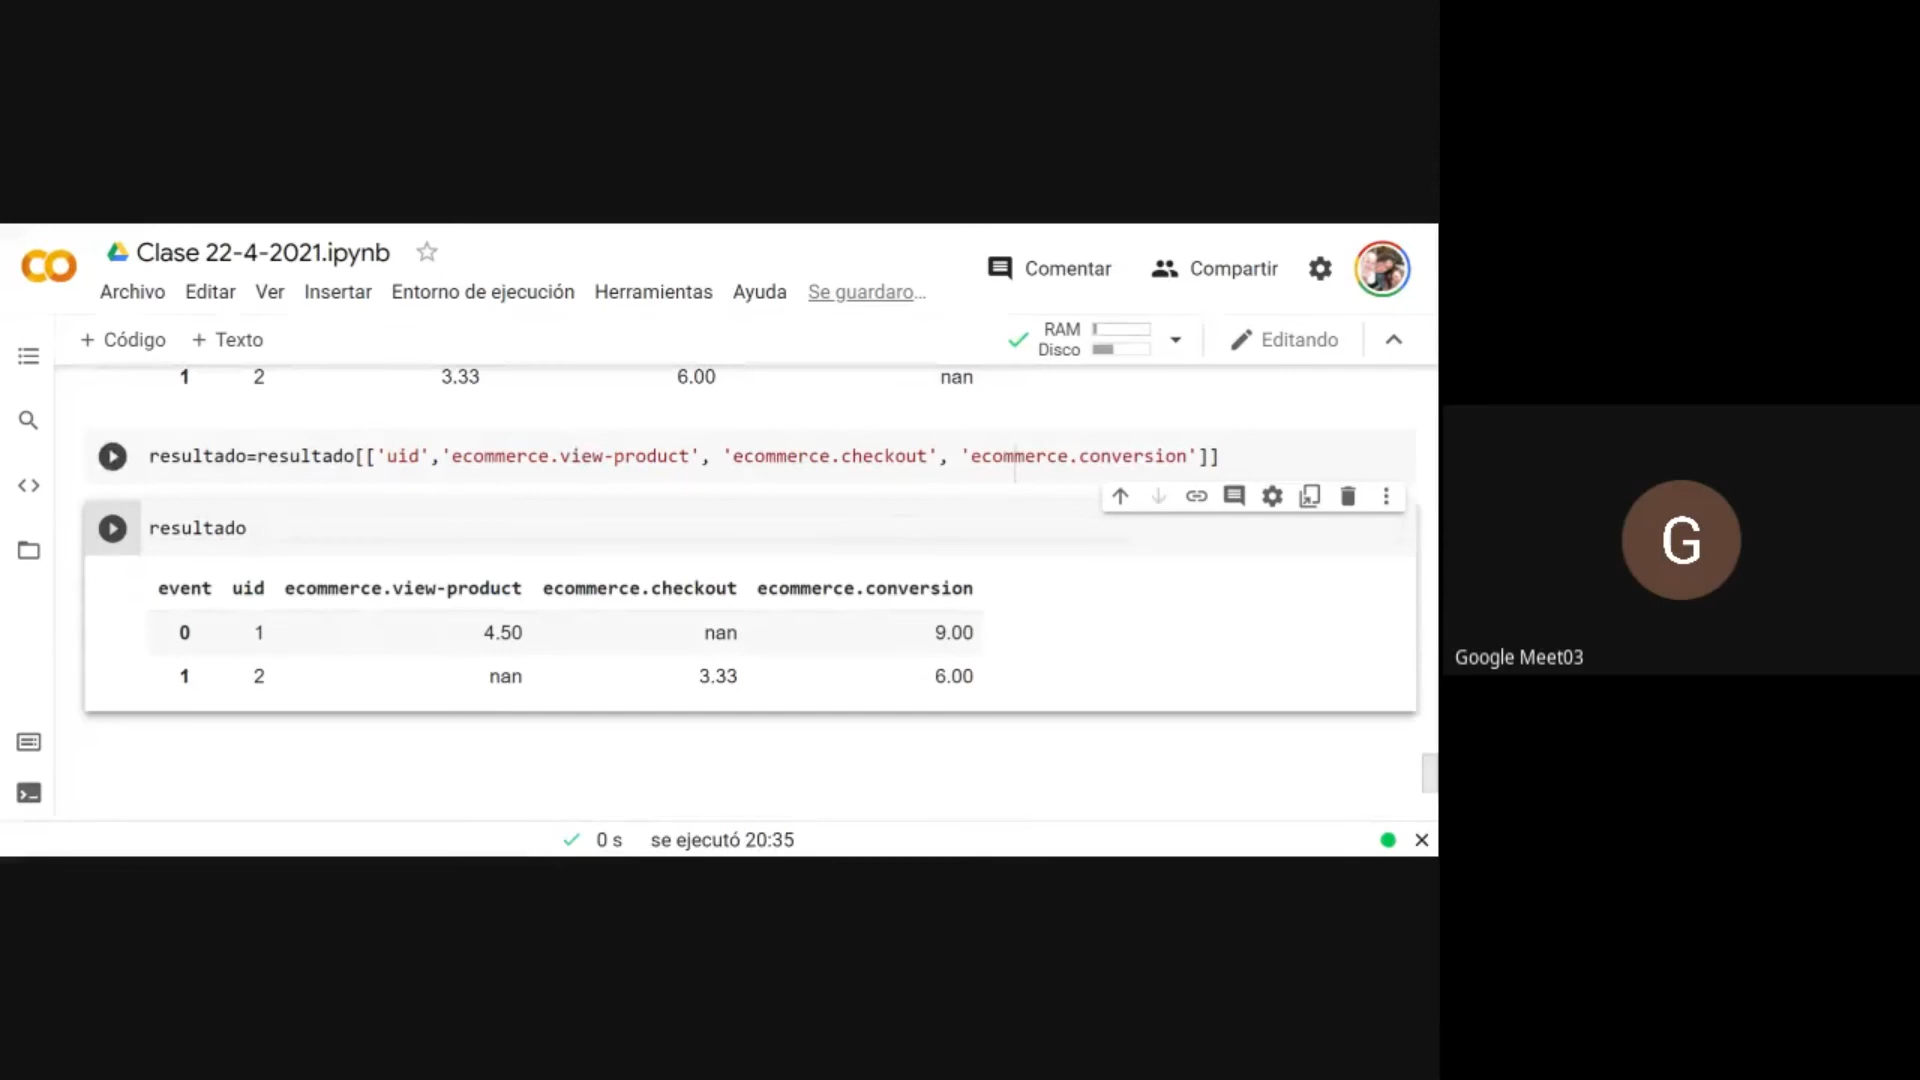 Clase 22-4-2021.ipynb
Comentar
Compartir
Archivo Editar Ver Insertar Entorno de ejecución Herramientas Ayuda Se guardaro...
+ Código + Texto
RAM
Disco
Editando
1 2 3.33 6.00 nan
resultado=resultado[['uid','ecommerce.view-product', 'ecommerce.checkout', 'ecommerce.conversion']]
resultado
event uid ecommerce.view-product ecommerce.checkout ecommerce.conversion
0 1 4.50 nan 9.00
1 2 nan 3.33 6.00
0 s se ejecutó 20:35
G
Google Meet03